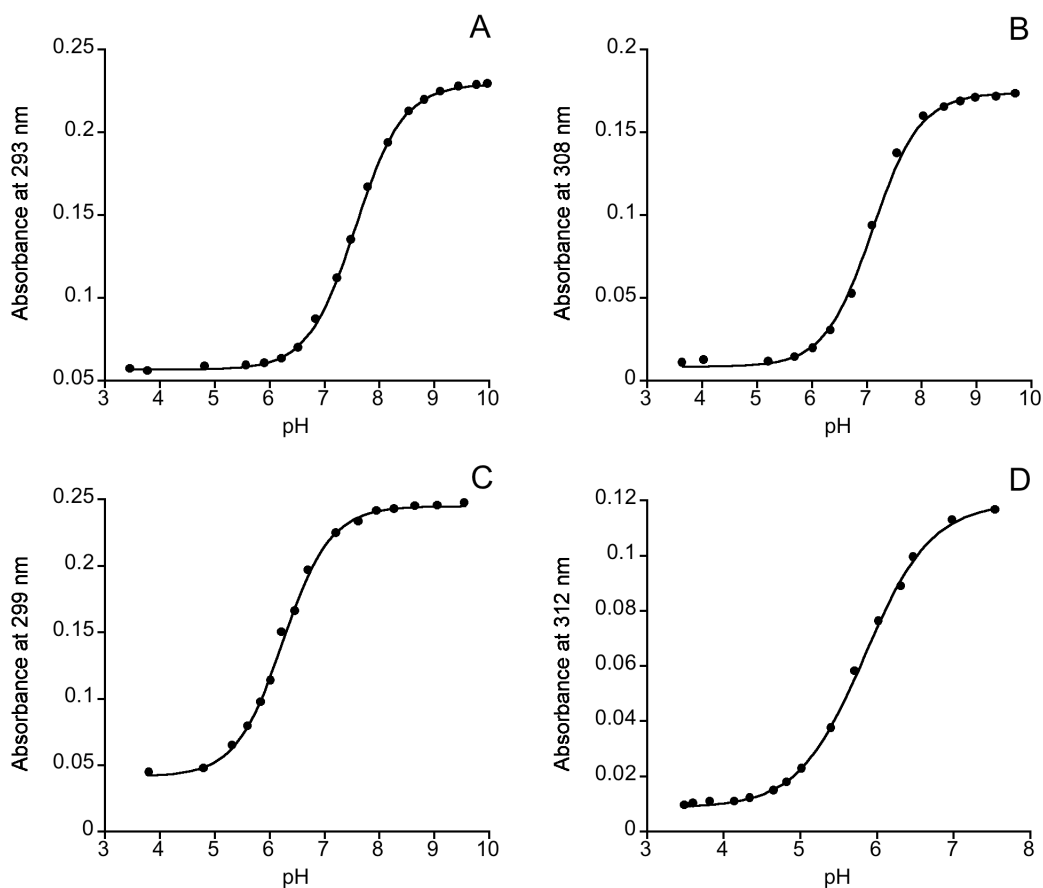 A
0.25
0.2
0.15
0.1
0.05
Absorbance at 293 nm
3 4 5 6 7 8 9 10
pH
B
0.2
0.15
0.1
0.05
0
Absorbance at 308 nm
3 4 5 6 7 8 9 10
pH
C
0.25
0.2
0.15
0.1
0.05
0
Absorbance at 299 nm
3 4 5 6 7 8 9 10
pH
D
0.12
0.1
0.08
0.06
0.04
0.02
0
Absorbance at 312 nm
3 4 5 6 7 8
pH